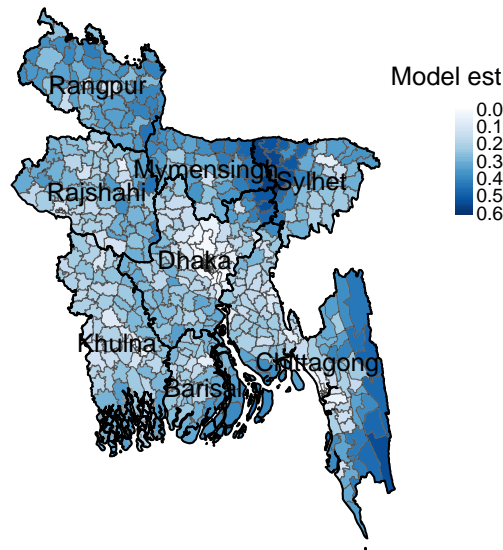 Rangpur
Model est
0.0
0.1
0.2
0.3
0.4
0.5
0.6
Mymensingh
Rajshahi
Sylhet
Dhaka
Khulna
Chittagong
Barisal